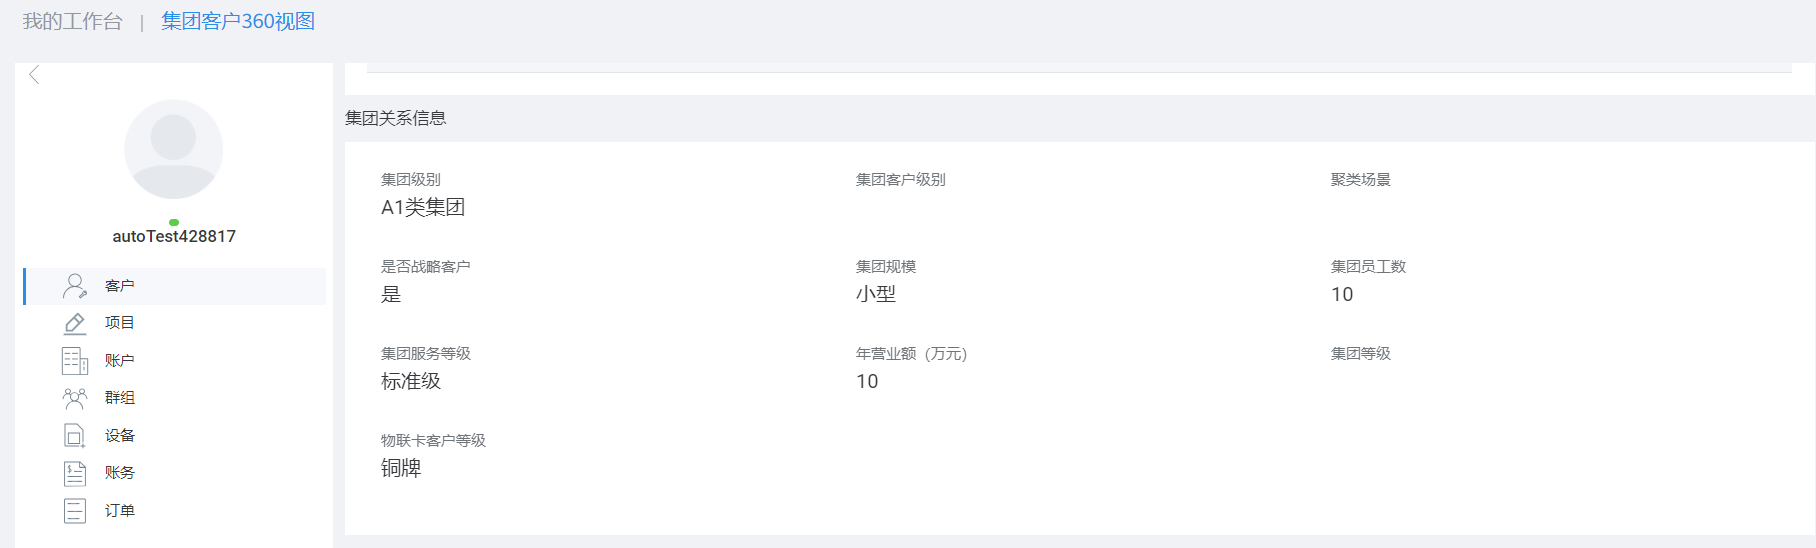 我的工作台 | 集团客户360视图
autoTest428817
客户
项目
账户
群组
设备
账务
订单
集团关系信息
集团级别 集团客户级别 聚类场景
A1类集团
是否战略客户 集团规模 集团员工数
是 小型 10
集团服务等级 年营业额（万元） 集团等级
标准级 10
物联卡客户等级
铜牌